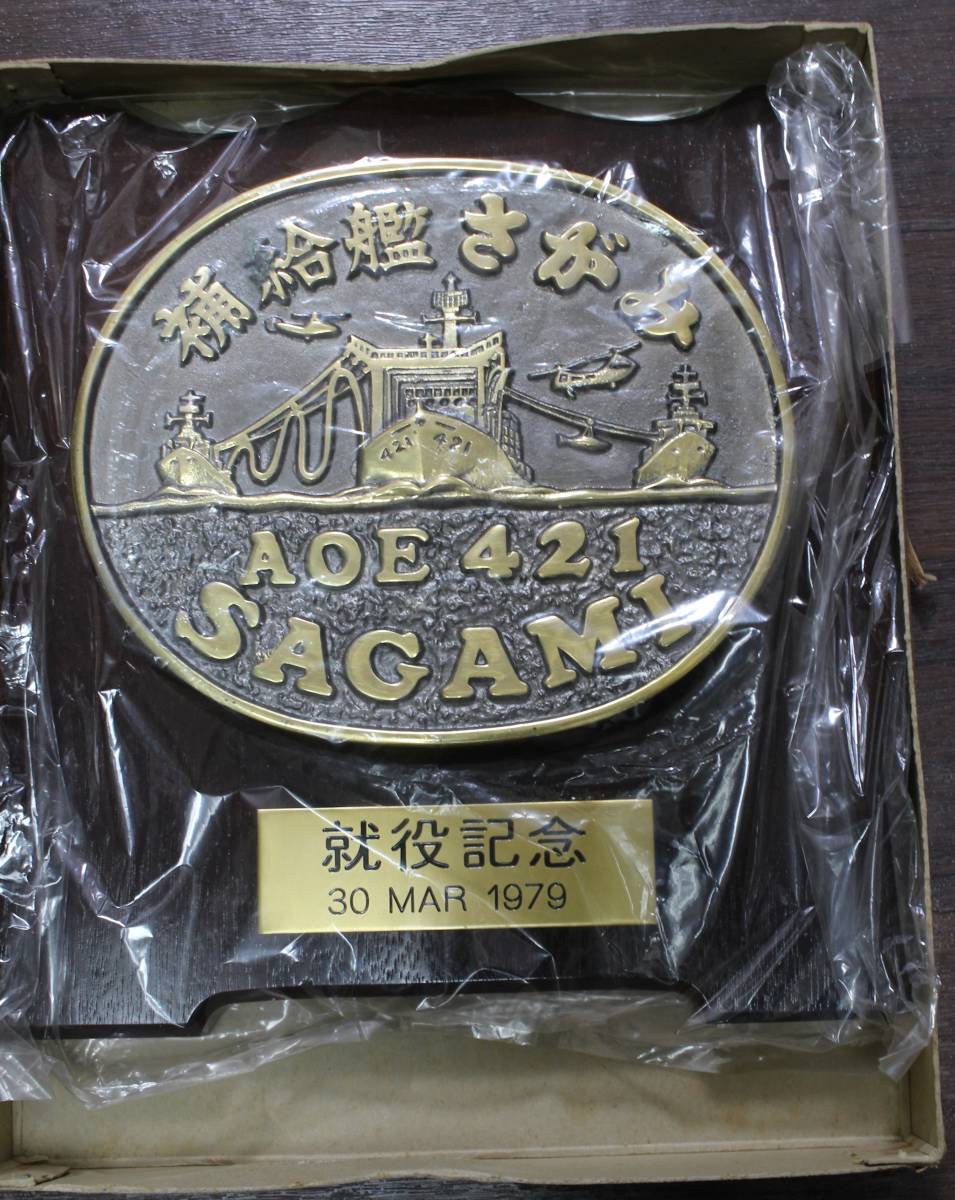 補給艦 さがみ
421 421
AOE 421
SAGAMI
就役記念
30 MAR 1979